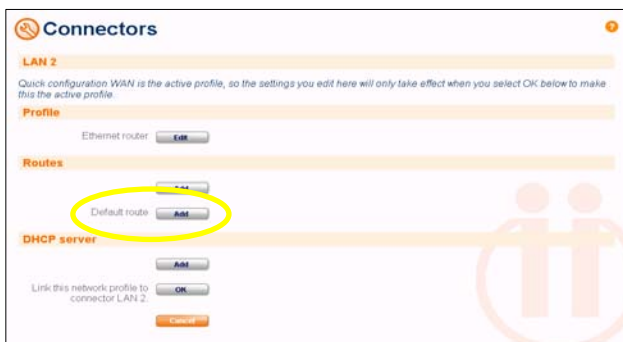 Connectors
LAN 2
Quick configuration WAN is the active profile, so the settings you edit here will only take effect when you select OK below to make
this the active profile.
Profile
Ethernet router Edit
Routes
Add
Default route Add
DHCP server
Add
Link this network profile to
connector LAN 2. OK
Cancel